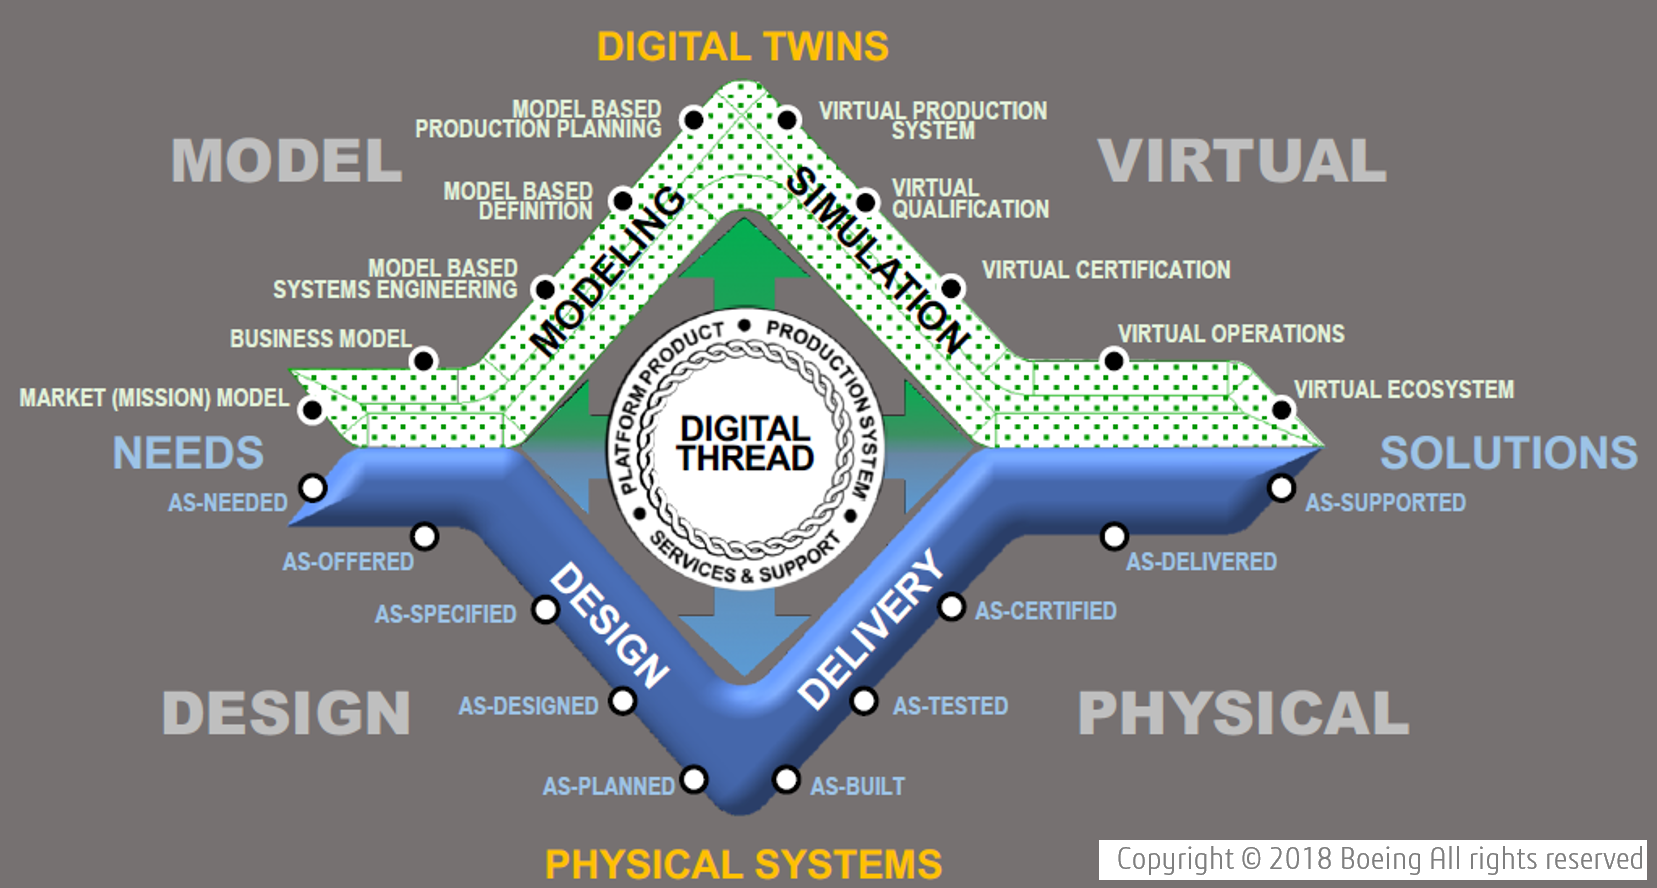 DIGITAL TWINS
MODEL
VIRTUAL
MODEL BASED
PRODUCTION PLANNING
VIRTUAL PRODUCTION
SYSTEM
MODEL BASED
DEFINITION
VIRTUAL
QUALIFICATION
MODEL BASED
SYSTEMS ENGINEERING
VIRTUAL CERTIFICATION
BUSINESS MODEL
VIRTUAL OPERATIONS
MARKET (MISSION) MODEL
VIRTUAL ECOSYSTEM
MODELING
SIMULATION
NEEDS
SOLUTIONS
PLATFORM PRODUCT • PRODUCTION SYSTEM • SERVICES & SUPPORT •
DIGITAL
THREAD
AS-NEEDED
AS-SUPPORTED
AS-OFFERED
AS-DELIVERED
AS-SPECIFIED
AS-CERTIFIED
DESIGN
DELIVERY
AS-DESIGNED
AS-TESTED
DESIGN
PHYSICAL
AS-PLANNED
AS-BUILT
PHYSICAL SYSTEMS
Copyright © 2018 Boeing All rights reserved